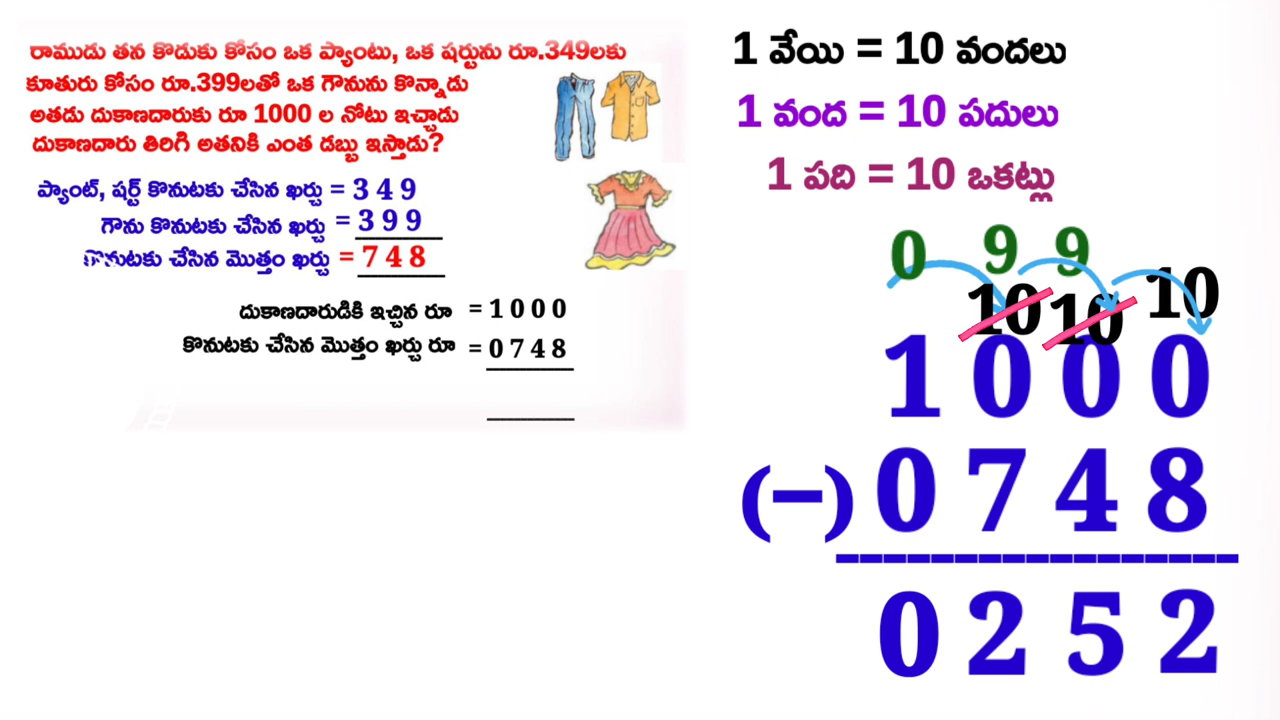 రాముడు తన కొడుకు కోసం ఒక ప్యాంటు, ఒక షర్టును రూ.349లకు
కూతురు కోసం రూ.399లతో ఒక గౌనును కొన్నాడు
అతడు దుకాణదారుకు రూ 1000 ల నోటు ఇచ్చాడు
దుకాణదారు తిరిగి అతనికి ఎంత డబ్బు ఇస్తాడు?
ప్యాంట్, షర్ట్ కొనుటకు చేసిన ఖర్చు = 3 4 9
గౌను కొనుటకు చేసిన ఖర్చు = 3 9 9
చేసిన మొత్తం ఖర్చు = 7 4 8
దుకాణదారుడికి ఇచ్చిన రూ = 1 0 0 0
కొనుటకు చేసిన మొత్తం ఖర్చు రూ = 0 7 4 8
1 వేయి = 10 వందలు
1 వంద = 10 పదులు
1 పది = 10 ఒకట్లు
0 9 9
10 10 10
1 0 0 0
(−) 0 7 4 8
0 2 5 2